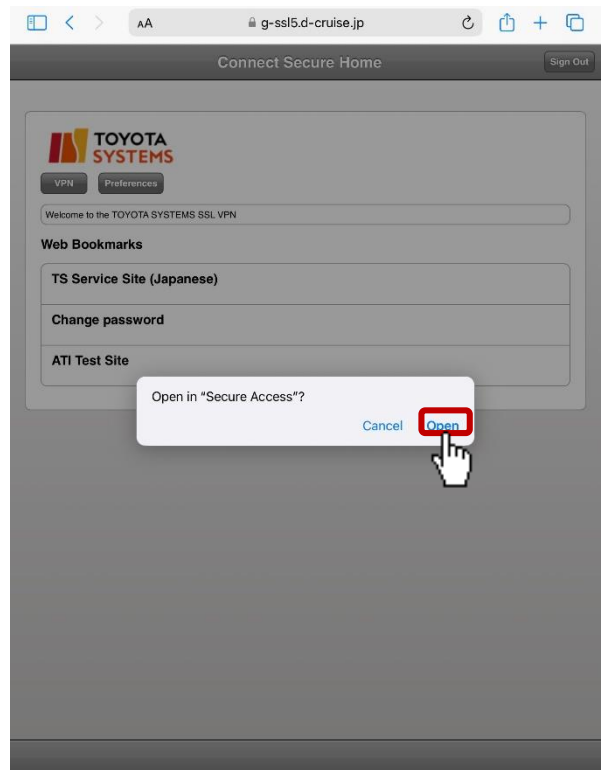 AA g-ssl5.d-cruise.jp
Connect Secure Home
Sign Out
TOYOTA
SYSTEMS
VPN Preferences
Welcome to the TOYOTA SYSTEMS SSL VPN
Web Bookmarks
TS Service Site (Japanese)
Change password
ATI Test Site
Open in “Secure Access”?
Cancel Open